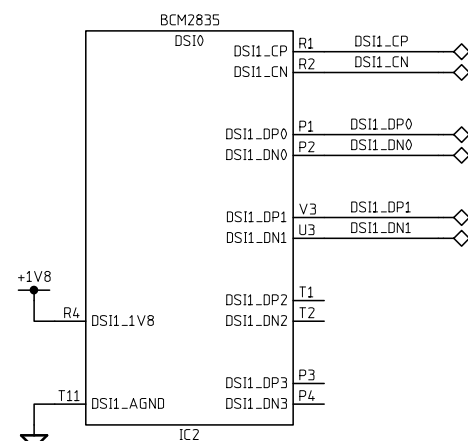 BCM2835
DSI0
DSI1_CP R1 DSI1_CP
DSI1_CN R2 DSI1_CN
DSI1_DP0 P1 DSI1_DP0
DSI1_DN0 P2 DSI1_DN0
DSI1_DP1 V3 DSI1_DP1
DSI1_DN1 U3 DSI1_DN1
+1V8
DSI1_DP2 T1
R4 DSI1_1V8 DSI1_DN2 T2
DSI1_DP3 P3
T11 DSI1_AGND DSI1_DN3 P4
IC2